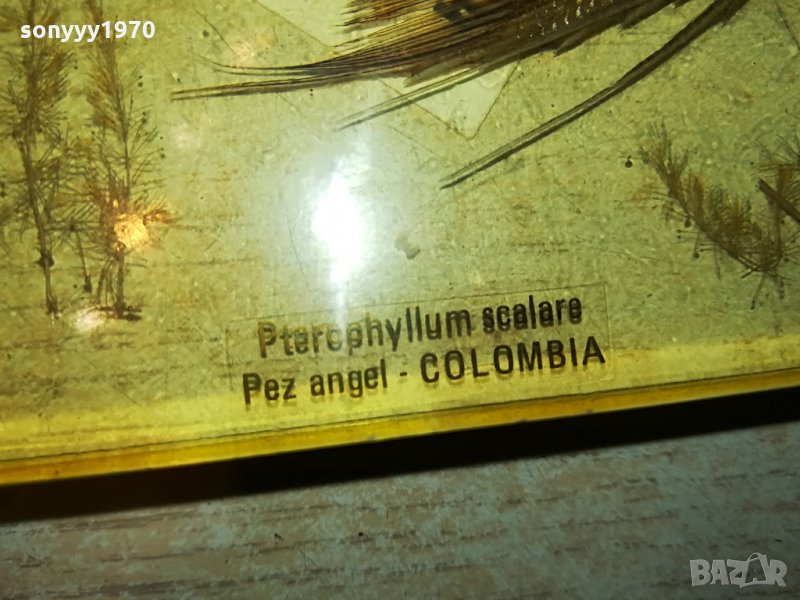 sonyyy1970
Pterophyllum scalare
Pez angel - COLOMBIA
BAZAR